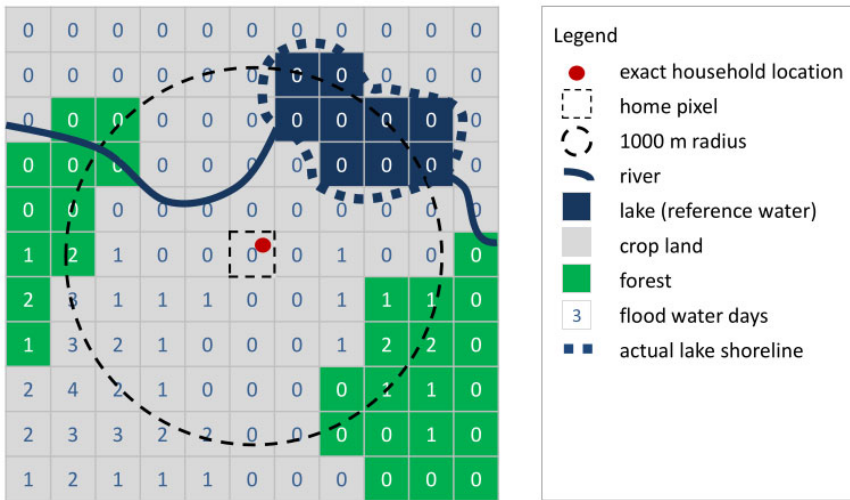 0 0 0 0 0 0 0 0 0 0 0
0 0 0 0 0 0 0 0 0 0 0
0 0 0 0 0 0 0 0 0 0 0
0 0 0 0 0 0 0 0 0 0 0
0 0 0 0 0 0 0 0 0 0 0
1 2 1 0 0 0 0 1 0 0 0
2 3 1 1 1 0 0 1 1 1 0
1 3 2 1 0 0 0 1 2 2 0
2 4 2 1 0 0 0 0 1 1 0
2 3 3 2 2 0 0 0 0 1 0
1 2 1 1 1 0 0 0 0 0 0
Legend
exact household location
home pixel
1000 m radius
river
lake (reference water)
crop land
forest
3 flood water days
actual lake shoreline